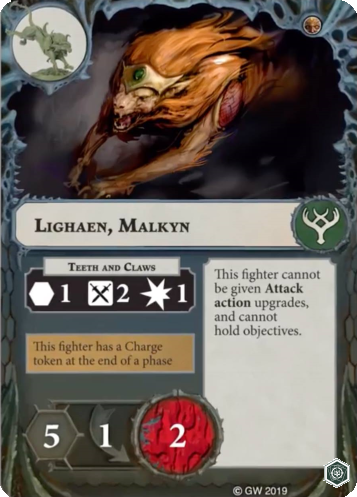 Lighaen, Malkyn
Teeth and Claws
1 2 1
This fighter has a Charge
token at the end of a phase
This fighter cannot
be given Attack
action upgrades,
and cannot
hold objectives.
5 1 2
© GW 2019